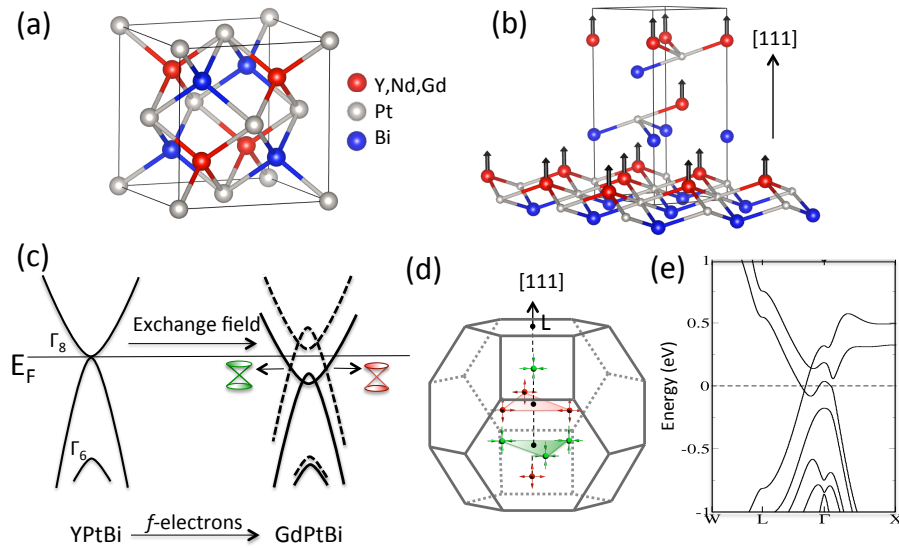 (a)
Y,Nd,Gd
Pt
Bi
(b)
[111]
(c)
Γ8
Exchange field
EF
Γ6
YPtBi
f-electrons
GdPtBi
(d)
[111]
L
(e)
Energy (eV)
1
0.5
0
-0.5
-1
W
L
Γ
X